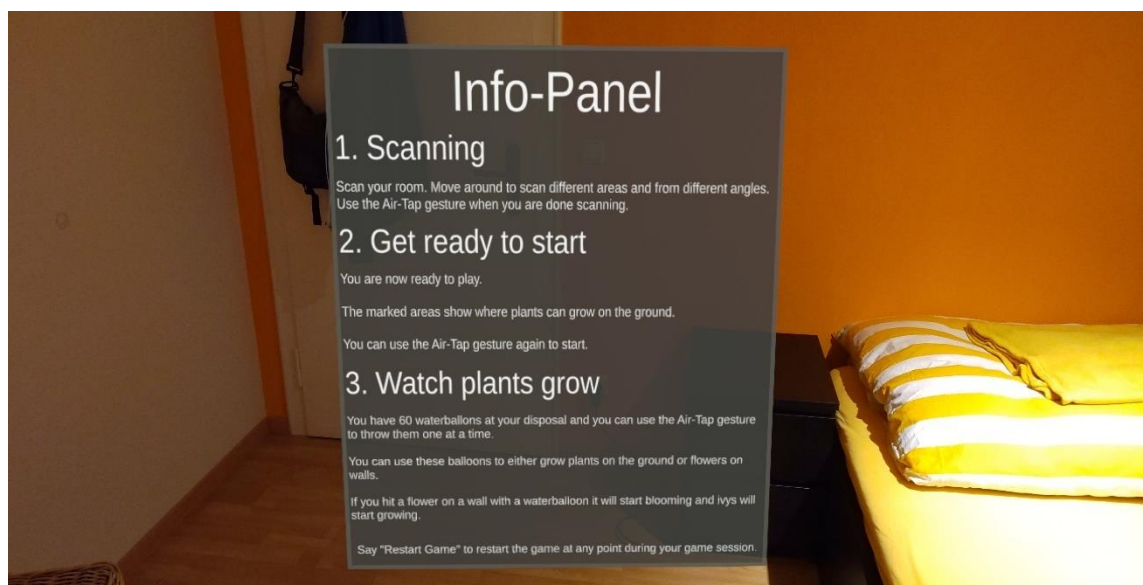 Info-Panel
1. Scanning
Scan your room. Move around to scan different areas and from different angles.
Use the Air-Tap gesture when you are done scanning.
2. Get ready to start
You are now ready to play.
The marked areas show where plants can grow on the ground.
You can use the Air-Tap gesture again to start.
3. Watch plants grow
You have 60 waterballons at your disposal and you can use the Air-Tap gesture
to throw them one at a time.
You can use these balloons to either grow plants on the ground or flowers on
walls.
If you hit a flower on a wall with a waterballoon it will start blooming and ivys will
start growing.
Say "Restart Game" to restart the game at any point during your game session.